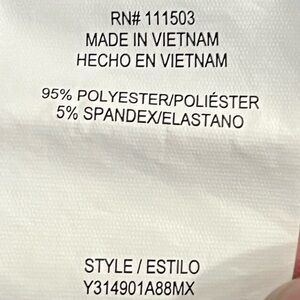 RN# 111503
MADE IN VIETNAM
HECHO EN VIETNAM
95% POLYESTER/POLIÉSTER
5% SPANDEX/ELASTANO
STYLE / ESTILO
Y314901A88MX